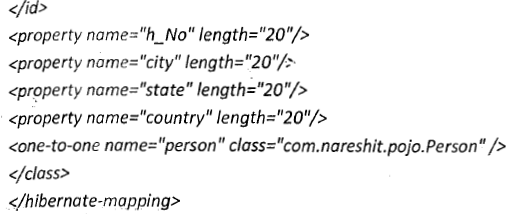 </id>
<property name="h_No" length="20"/>
<property name="city" length="20"/>
<property name="state" length="20"/>
<property name="country" length="20"/>
<one-to-one name="person" class="com.nareshit.pojo.Person" />
</class>
</hibernate-mapping>